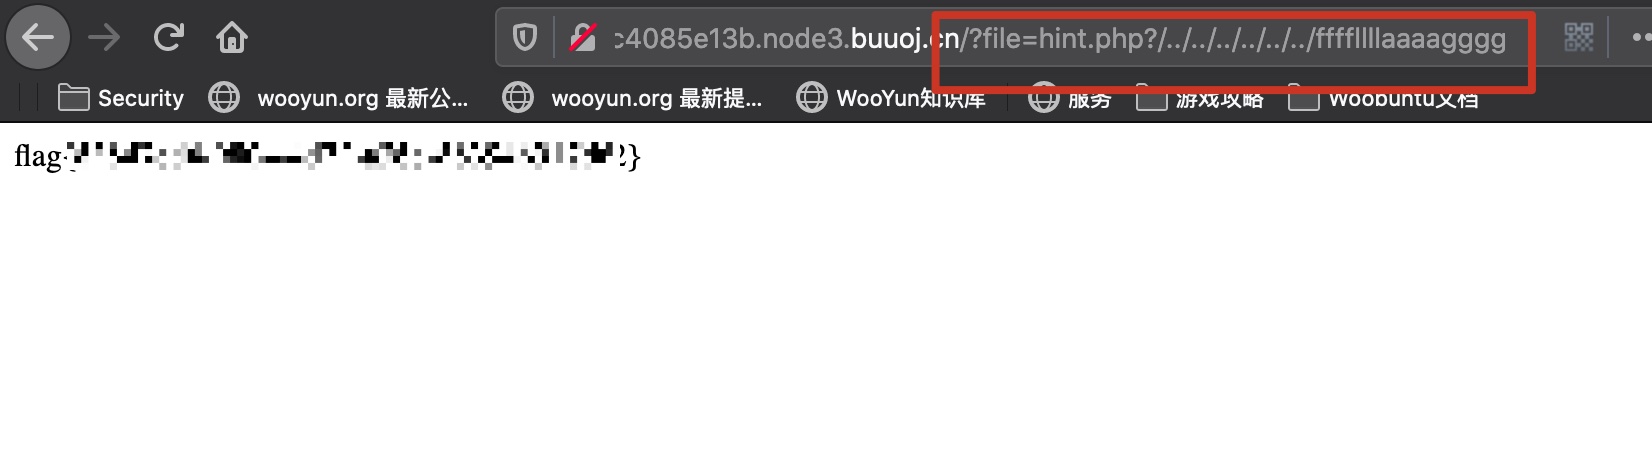 c4085e13b.node3.buuoj.cn/?file=hint.php?/../../../../../../ffffllllaaaagggg
Security wooyun.org 最新公... wooyun.org 最新提... WooYun知识库 服务 游戏攻略 Woobuntu文档
flag